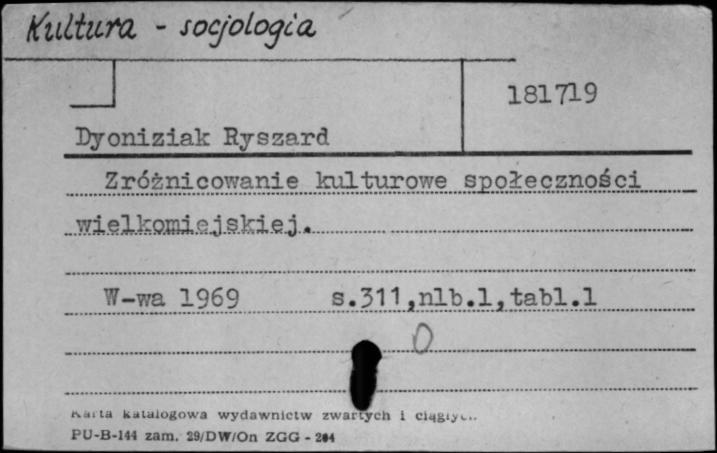 Kultura - socjologia
181719
Dyoniziak Ryszard
Zróżnicowanie kulturowe społeczności
wielkomiejskiej.
W-wa 1969 s.311,nlb.1,tabl.1
0
Karta katalogowa wydawnictw zwartych i ciągłych
PU-B-144 zam. 29/DW/On ZGG - 204